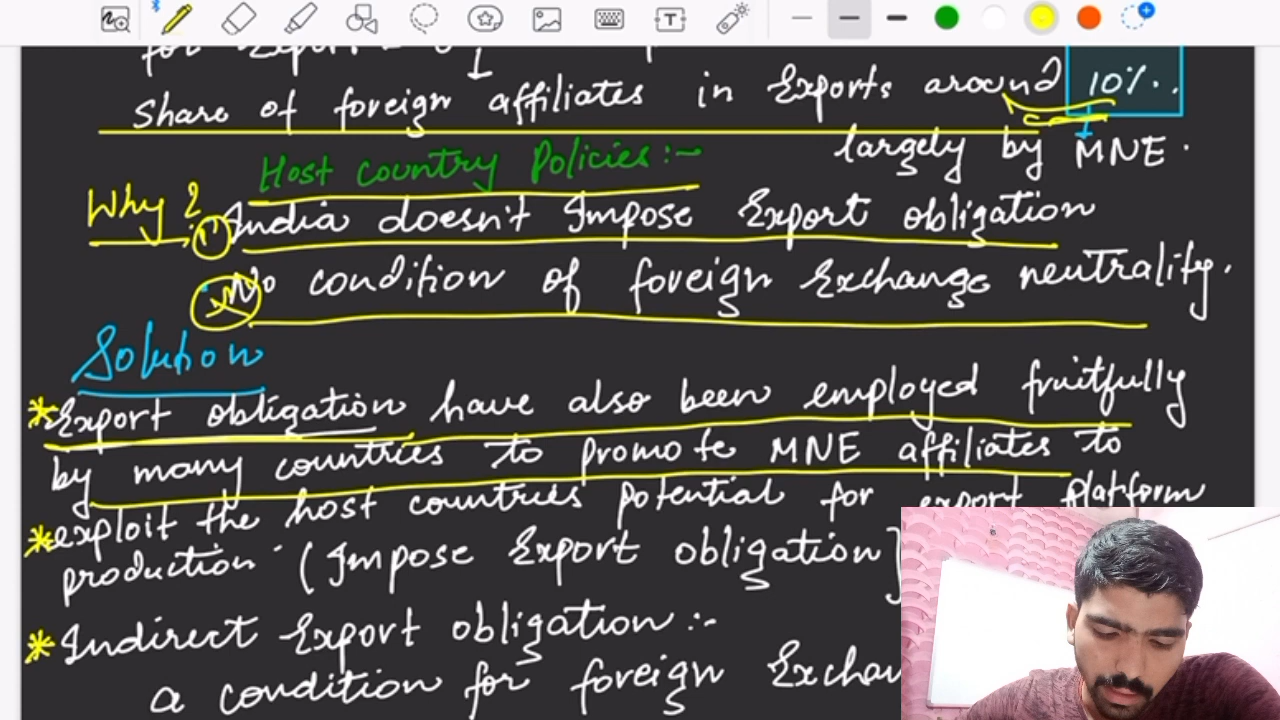 for Export
Share of foreign affiliates in Exports around 10%.
largely by MNE.
Host country Policies :-
Why?
1) India doesn't Impose Export obligation
No condition of foreign Exchange neutrality.
Solution
*Export obligation have also been employed fruitfully
by many countries to promote MNE affiliates to
*exploit the host countries potential for export platform
production (Impose Export obligation)
*Indirect Export obligation :-
a condition for foreign